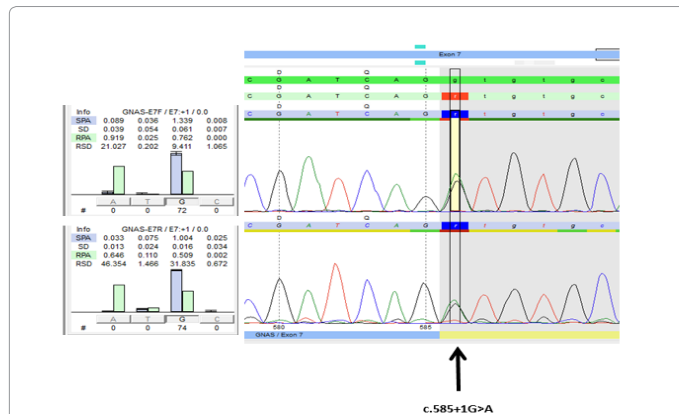 Exon 7
D Q
C G A T C A G g t g t g c
D Q
C G A T C A G r t g t g c
D Q
C G A T C A G r t g t g c
Info GNAS-E7F / E7:+1 / 0.0
SPA 0.089 0.036 1.339 0.008
SD 0.039 0.054 0.061 0.007
RPA 0.919 0.025 0.762 0.000
RSD 21.027 0.202 9.411 1.065
A T G C
# 0 0 72 0
D Q
C G A T C A G r t g t g c
Info GNAS-E7R / E7:+1 / 0.0
SPA 0.033 0.075 1.004 0.025
SD 0.013 0.024 0.016 0.034
RPA 0.646 0.110 0.509 0.002
RSD 46.354 1.466 31.835 0.672
A T G C
# 0 0 74 0
580 585
GNAS / Exon 7
c.585+1G>A